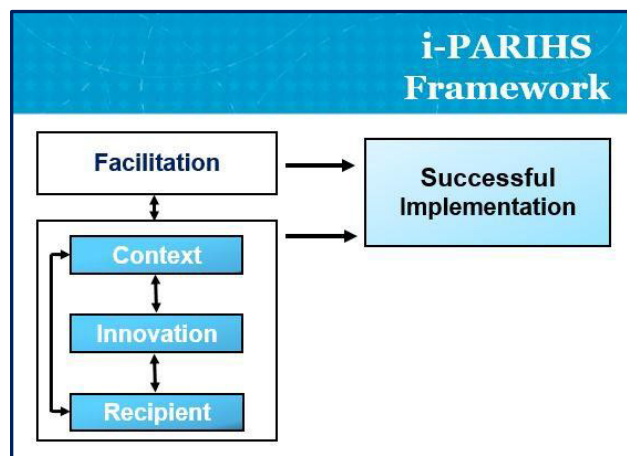 i-PARIHS
Framework
Facilitation
Successful
Implementation
Context
Innovation
Recipient